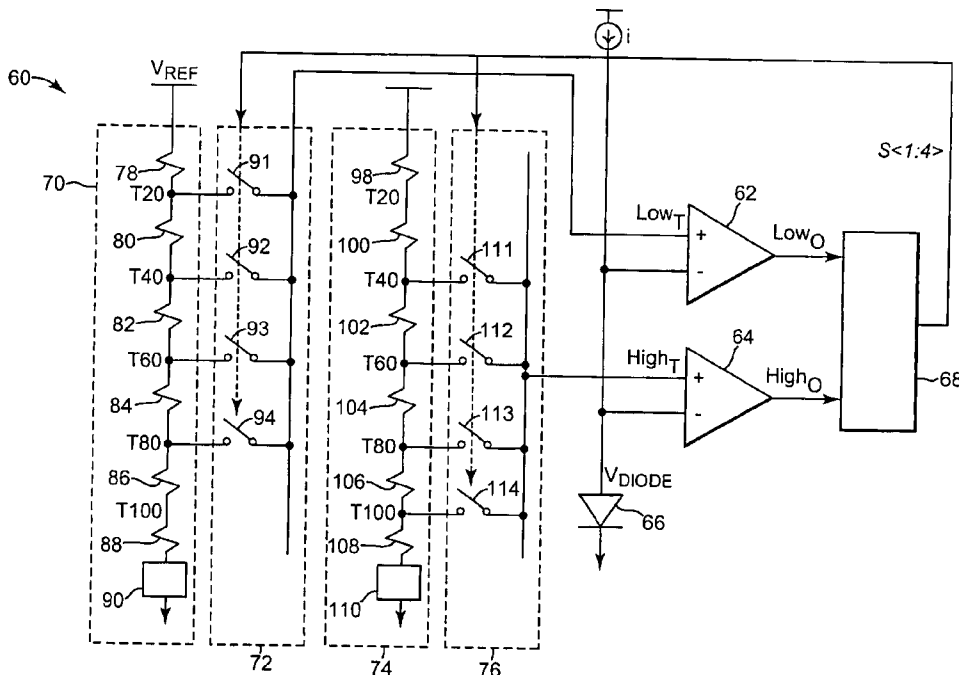 60
V_REF
i
S<1:4>
70
78
T20
80
T40
82
T60
84
T80
86
T100
88
90
91
92
93
94
72
98
T20
100
T40
102
T60
104
T80
106
T100
108
110
74
111
112
113
114
76
Low_T
+
-
62
Low_O
High_T
+
-
64
High_O
68
V_DIODE
66